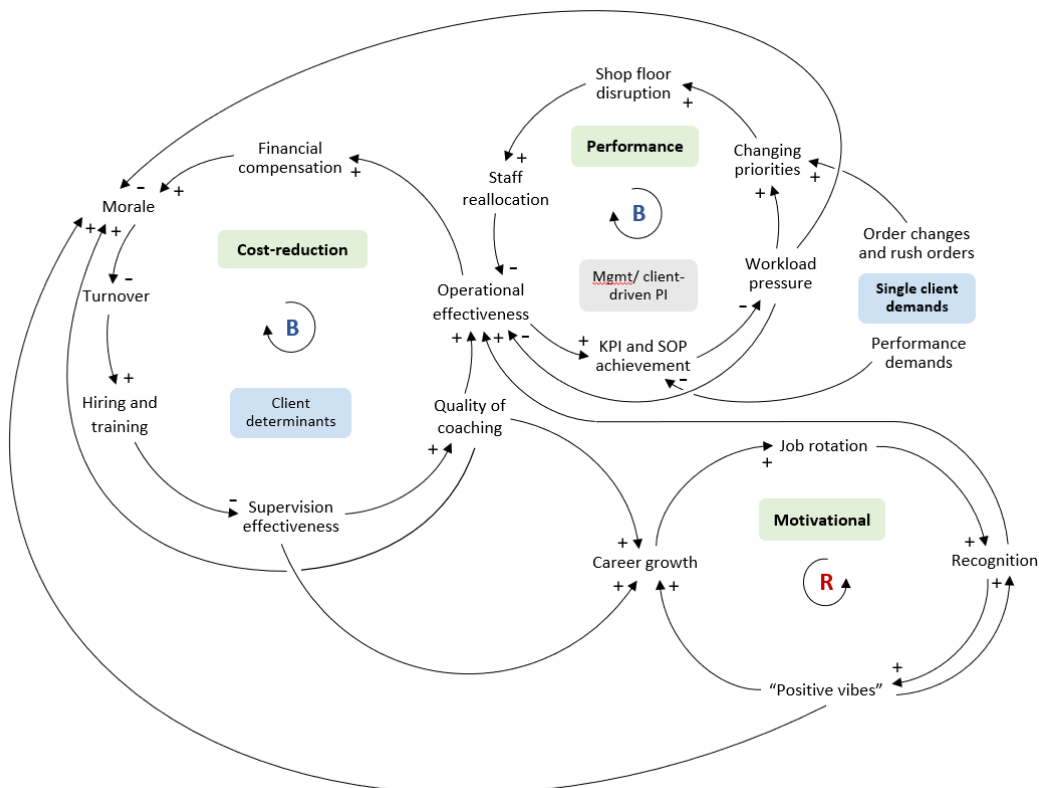 Shop floor
disruption
+
Performance
Changing
priorities
+
+
Financial
compensation
+
+
-
Morale
+
+
+
Staff
reallocation
B
-
Cost-reduction
Order changes
and rush orders
Single client
demands
Performance
demands
Mgmt/ client-
driven PI
Workload
pressure
-
-
Turnover
Operational
effectiveness
+
+
-
B
+
KPI and SOP
achievement
-
+
Hiring and
training
Client
determinants
Quality of
coaching
+
-
Supervision
effectiveness
Job rotation
+
Motivational
+
Career growth
+
+
R
+
Recognition
+
+
“Positive vibes”